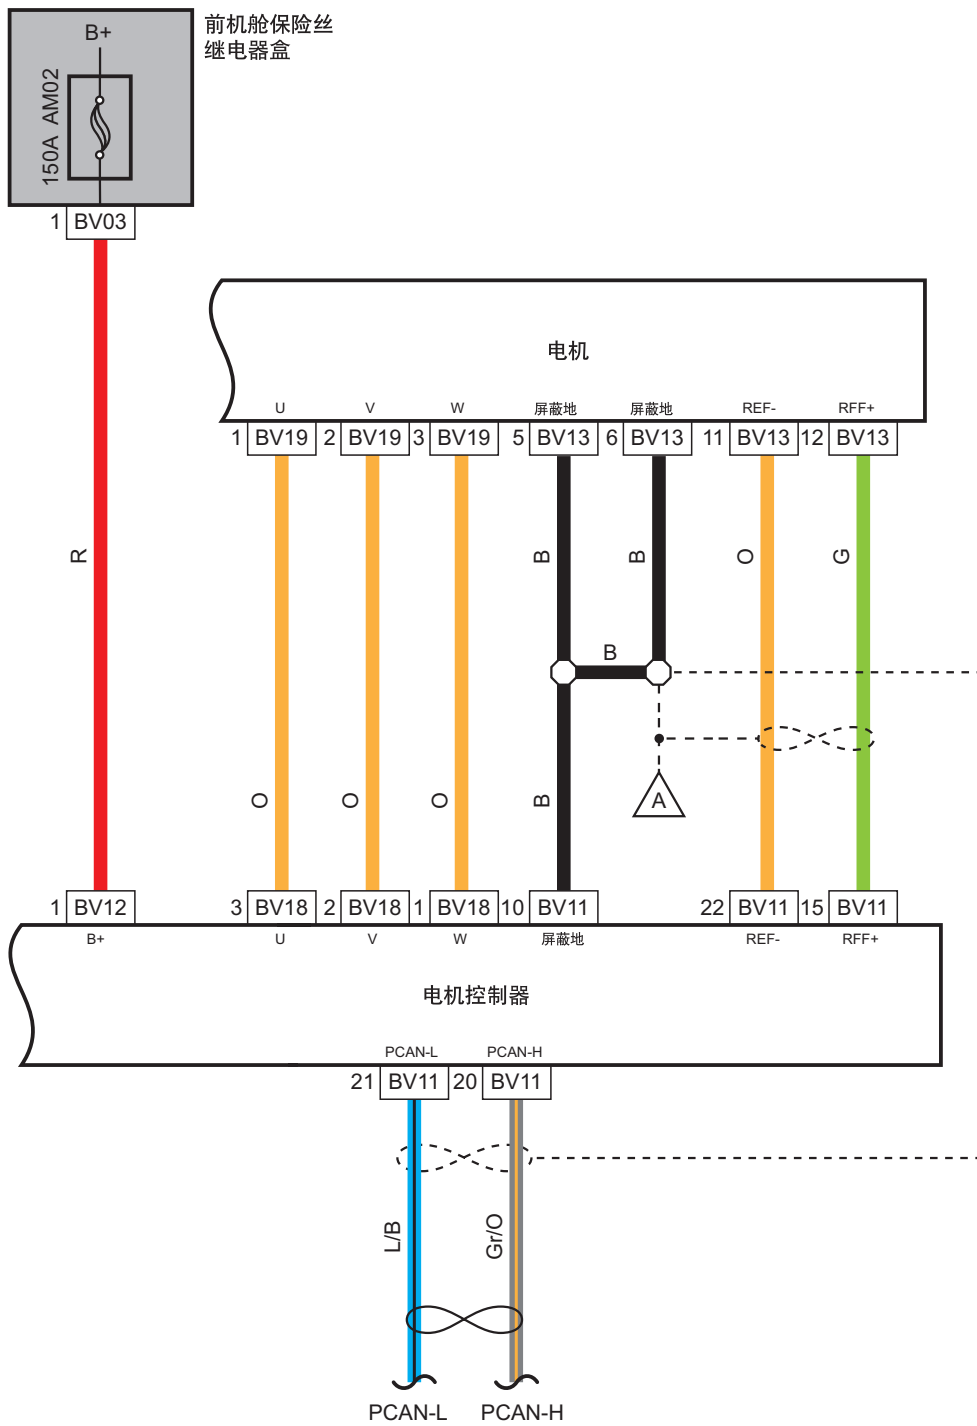 前机舱保险丝
继电器盒
B+
150A AM02
1 BV03
R
电机
U V W 屏蔽地 屏蔽地 REF- RFF+
1 BV19 2 BV19 3 BV19 5 BV13 6 BV13 11 BV13 12 BV13
B B O G
B
O O O B A
1 BV12 3 BV18 2 BV18 1 BV18 10 BV11 22 BV11 15 BV11
B+ U V W 屏蔽地 REF- RFF+
电机控制器
PCAN-L PCAN-H
21 BV11 20 BV11
L/B Gr/O
PCAN-L PCAN-H